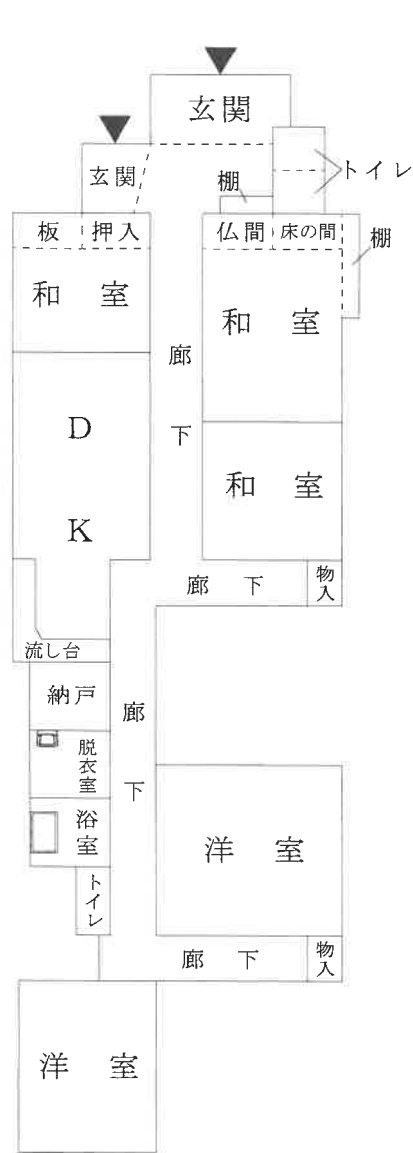 玄関
玄関
トイレ
棚
板
押入
仏間
床の間
棚
和室
和室
廊下
DK
和室
廊下
物入
流し台
納戸
廊下
脱衣室
浴室
洋室
トイレ
廊下
物入
洋室